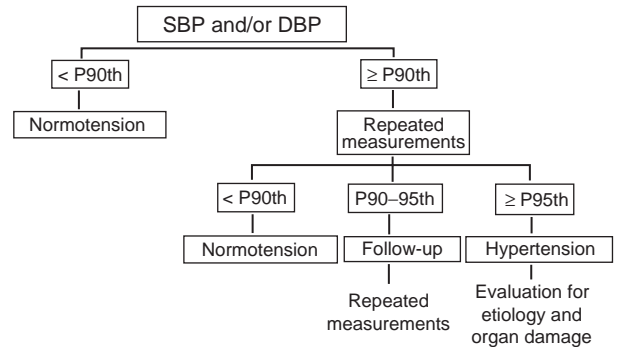 SBP and/or DBP
< P90th
≥ P90th
Normotension
Repeated
measurements
< P90th
P90–95th
≥ P95th
Normotension
Follow-up
Hypertension
Repeated
measurements
Evaluation for
etiology and
organ damage